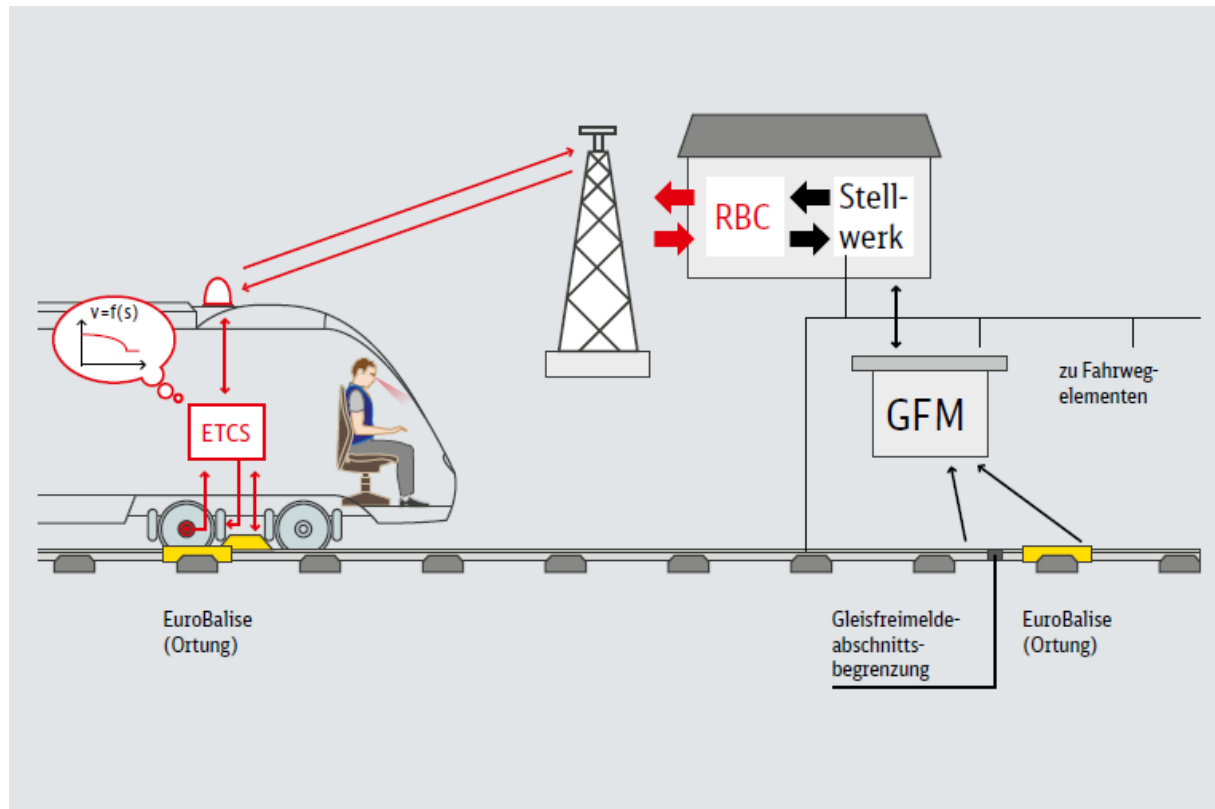 RBC
Stell-
werk
v=f(s)
ETCS
GFM
zu Fahrweg-
elementen
EuroBalise
(Ortung)
Gleisfreimelde-
abschnitts-
begrenzung
EuroBalise
(Ortung)